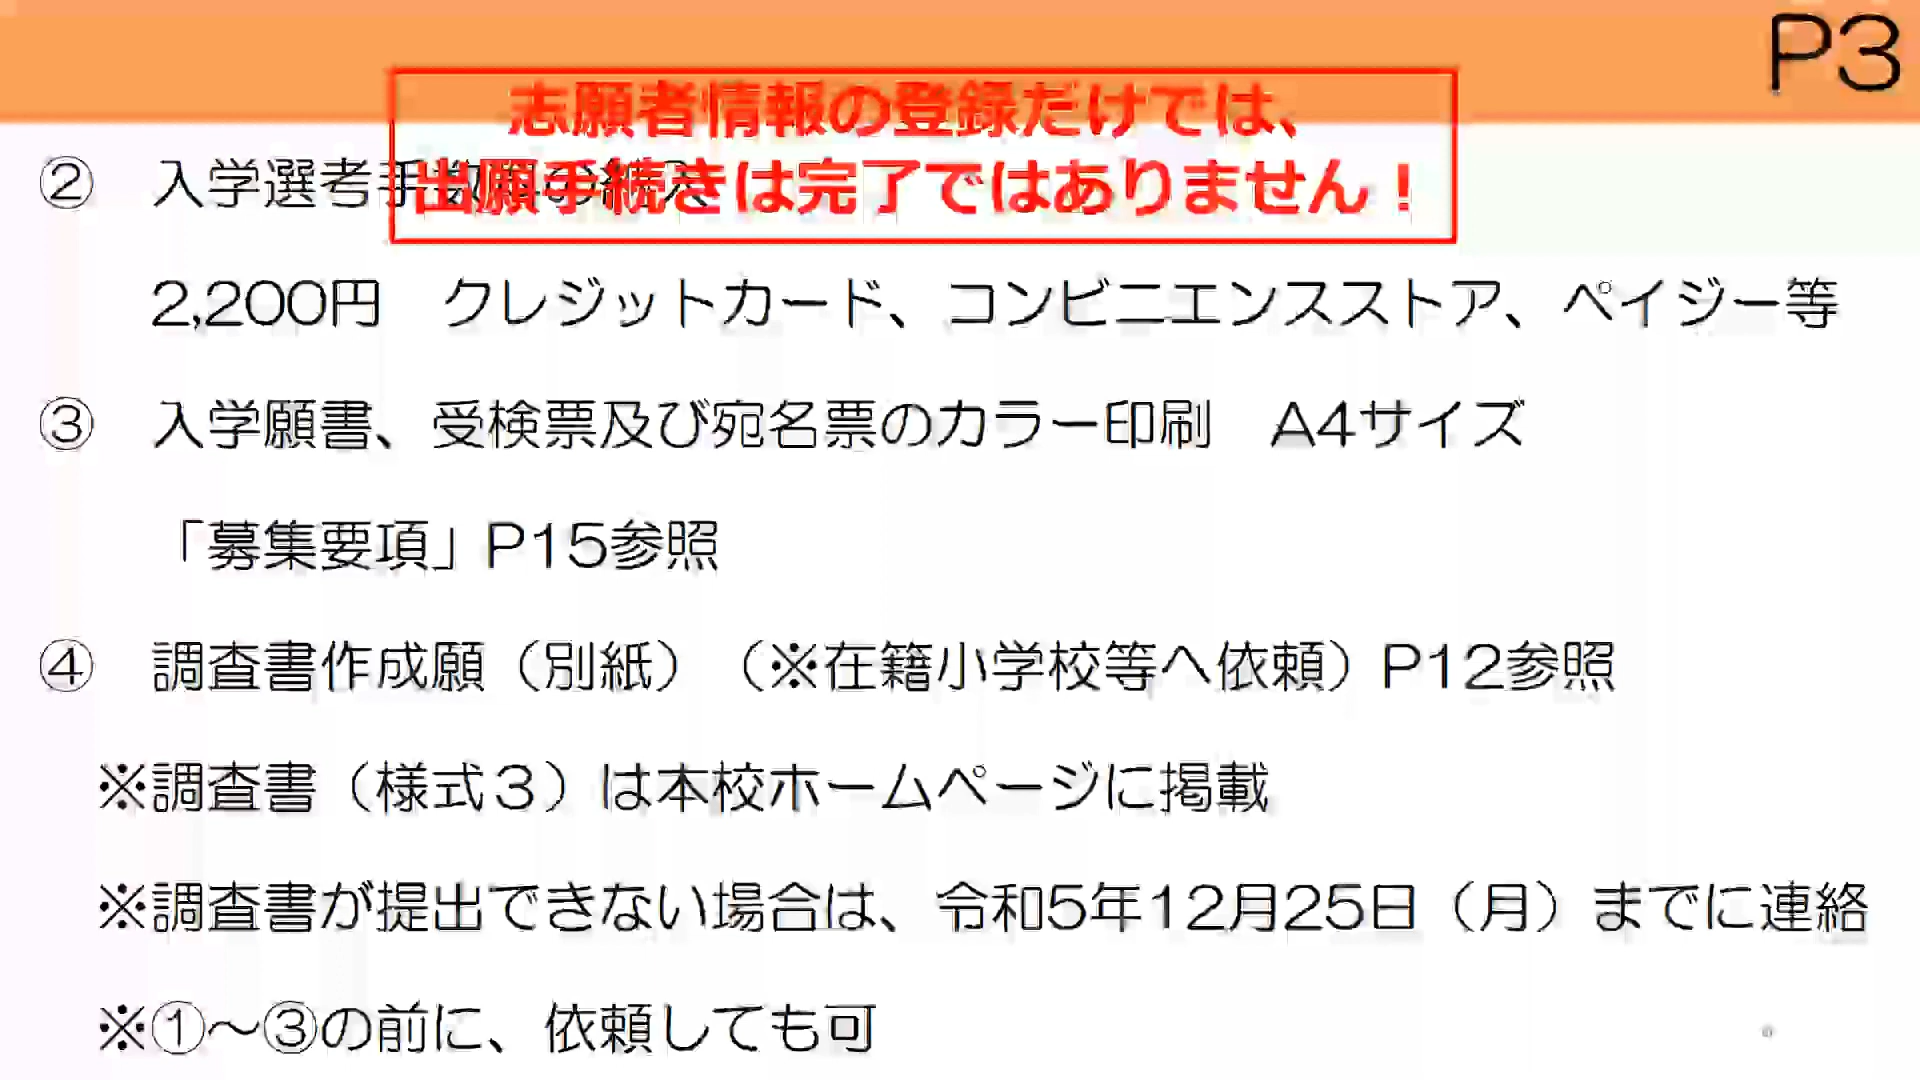 P3
志願者情報の登録だけでは、
出願手続きは完了ではありません！
② 入学選考手
2,200円 クレジットカード、コンビニエンスストア、ペイジー等
③ 入学願書、受検票及び宛名票のカラー印刷 A4サイズ
「募集要項」P15参照
④ 調査書作成願（別紙）（※在籍小学校等へ依頼）P12参照
※調査書（様式３）は本校ホームページに掲載
※調査書が提出できない場合は、令和5年12月25日（月）までに連絡
※①～③の前に、依頼しても可